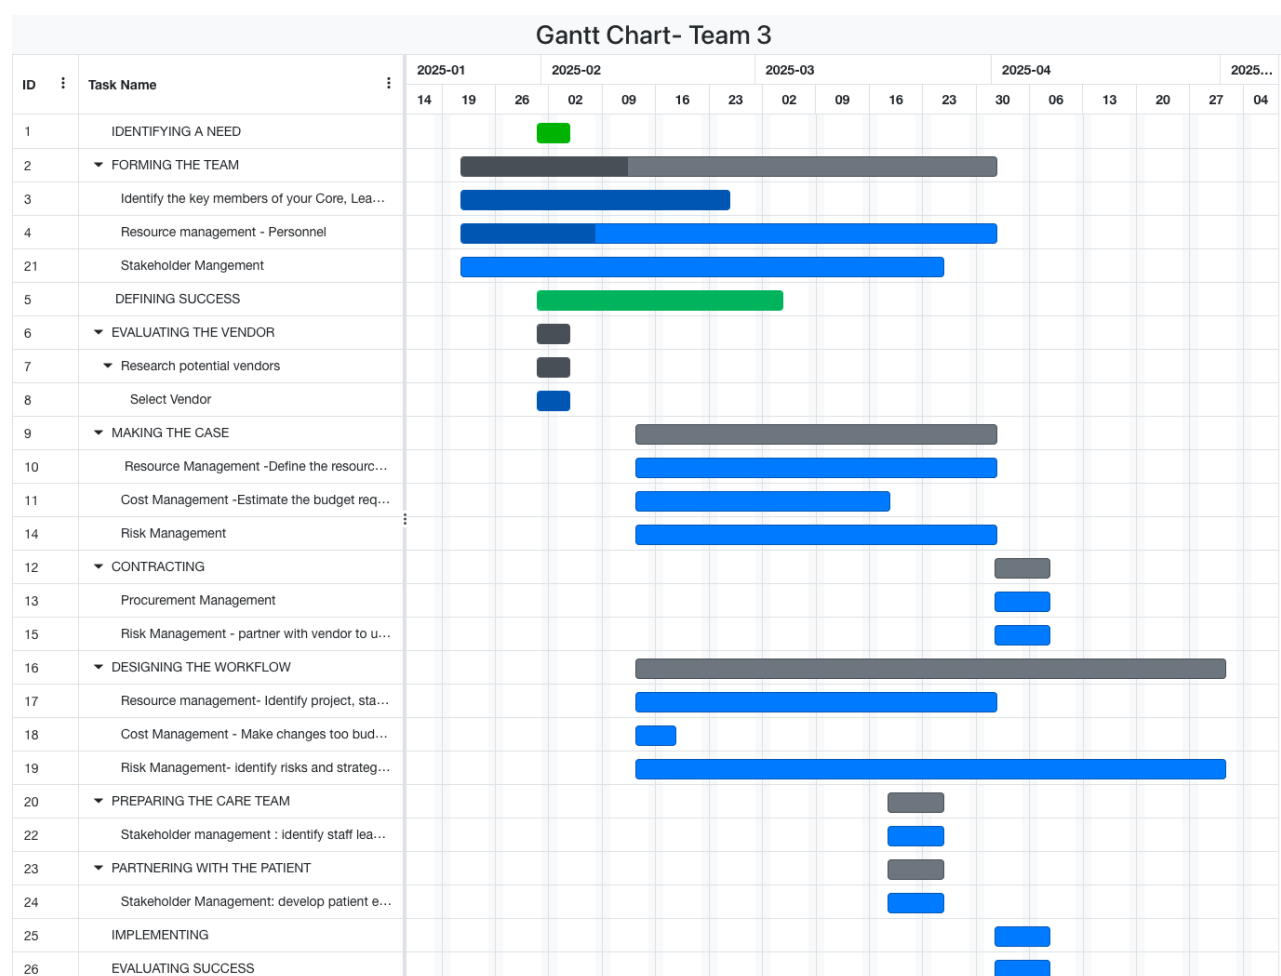 Gantt Chart- Team 3
ID Task Name 2025-01 2025-02 2025-03 2025-04 2025...
14 19 26 02 09 16 23 02 09 16 23 30 06 13 20 27 04
1 IDENTIFYING A NEED
2 FORMING THE TEAM
3 Identify the key members of your Core, Lea...
4 Resource management - Personnel
21 Stakeholder Mangement
5 DEFINING SUCCESS
6 EVALUATING THE VENDOR
7 Research potential vendors
8 Select Vendor
9 MAKING THE CASE
10 Resource Management -Define the resourc...
11 Cost Management -Estimate the budget req...
14 Risk Management
12 CONTRACTING
13 Procurement Management
15 Risk Management - partner with vendor to u...
16 DESIGNING THE WORKFLOW
17 Resource management- Identify project, sta...
18 Cost Management - Make changes too bud...
19 Risk Management- identify risks and strateg...
20 PREPARING THE CARE TEAM
22 Stakeholder management : identify staff lea...
23 PARTNERING WITH THE PATIENT
24 Stakeholder Management: develop patient e...
25 IMPLEMENTING
26 EVALUATING SUCCESS